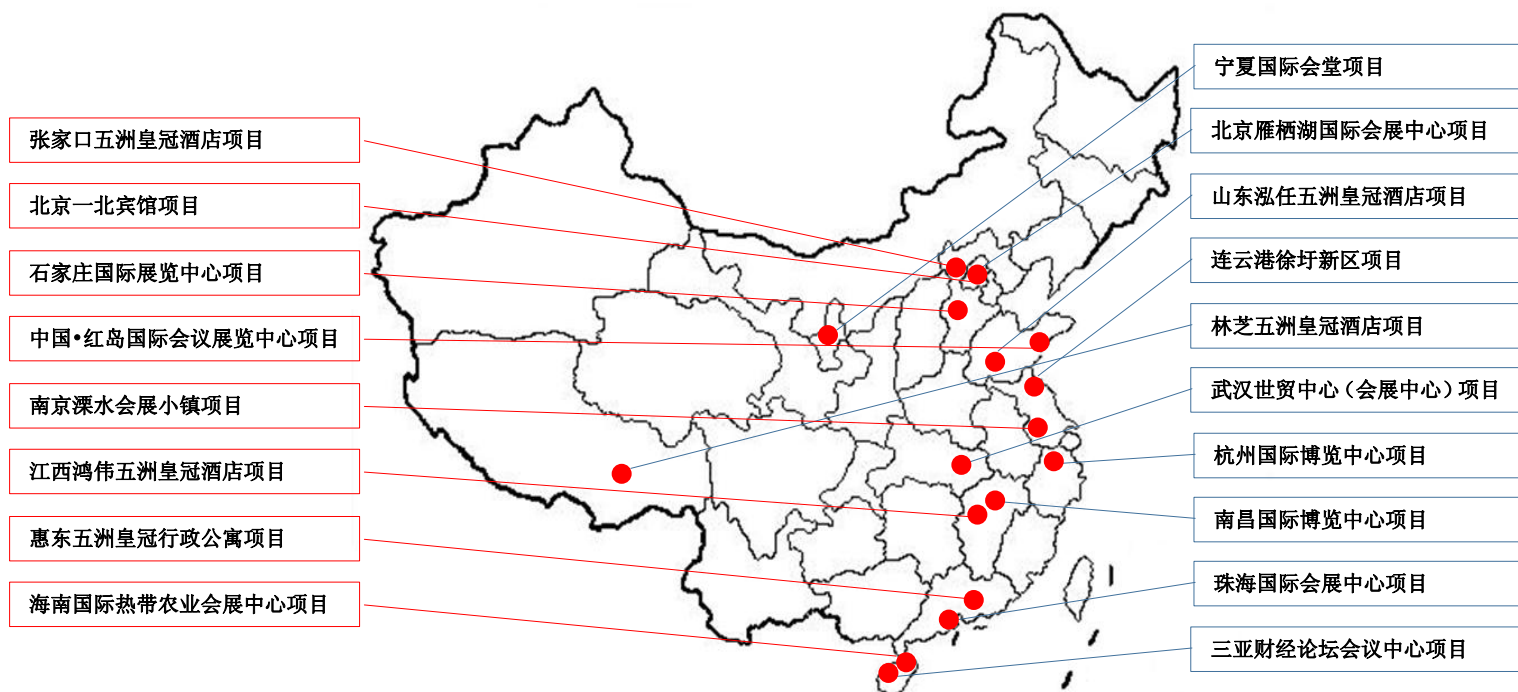 张家口五洲皇冠酒店项目
北京一北宾馆项目
石家庄国际展览中心项目
中国•红岛国际会议展览中心项目
南京溧水会展小镇项目
江西鸿伟五洲皇冠酒店项目
惠东五洲皇冠行政公寓项目
海南国际热带农业会展中心项目
宁夏国际会堂项目
北京雁栖湖国际会展中心项目
山东泓任五洲皇冠酒店项目
连云港徐圩新区项目
林芝五洲皇冠酒店项目
武汉世贸中心（会展中心）项目
杭州国际博览中心项目
南昌国际博览中心项目
珠海国际会展中心项目
三亚财经论坛会议中心项目